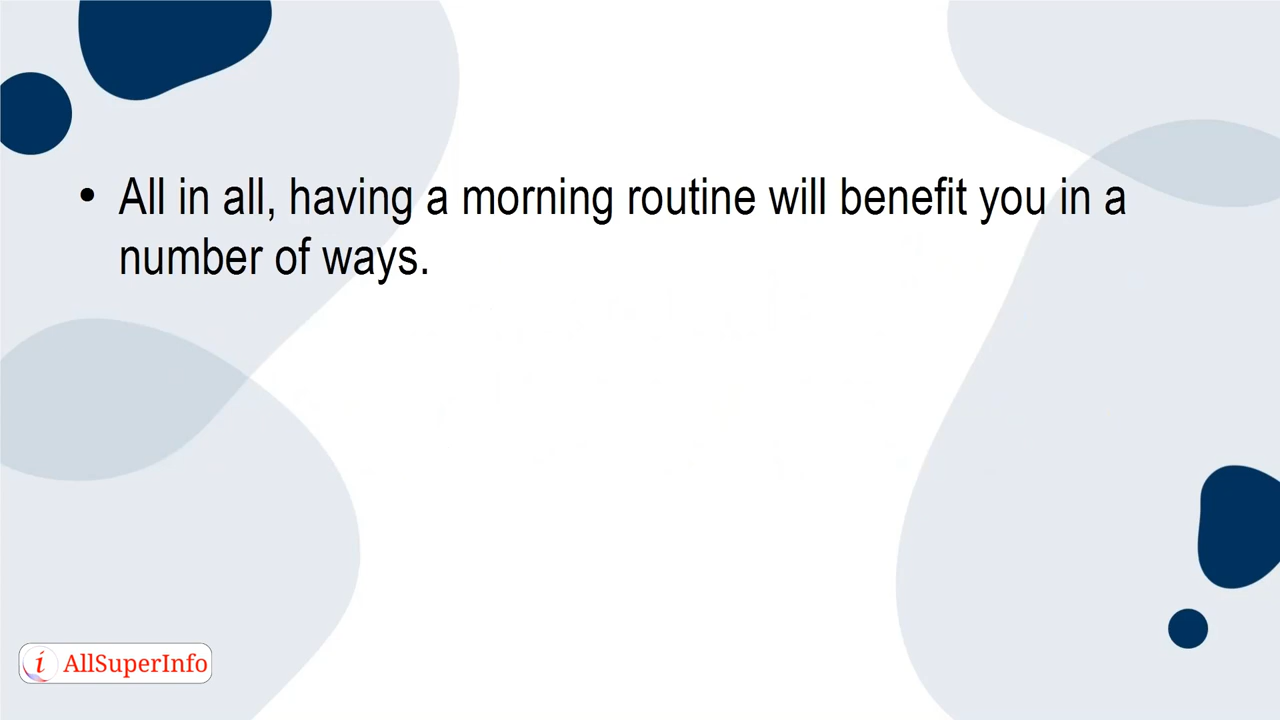 • All in all, having a morning routine will benefit you in a
number of ways.
i AllSuperInfo